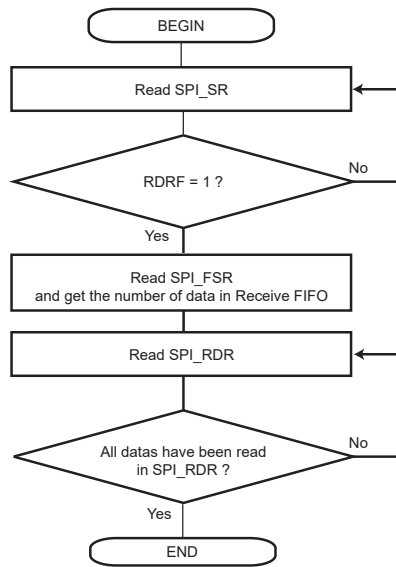 BEGIN
Read SPI_SR
RDRF = 1 ?
No
Yes
Read SPI_FSR
and get the number of data in Receive FIFO
Read SPI_RDR
All datas have been read
in SPI_RDR ?
No
Yes
END